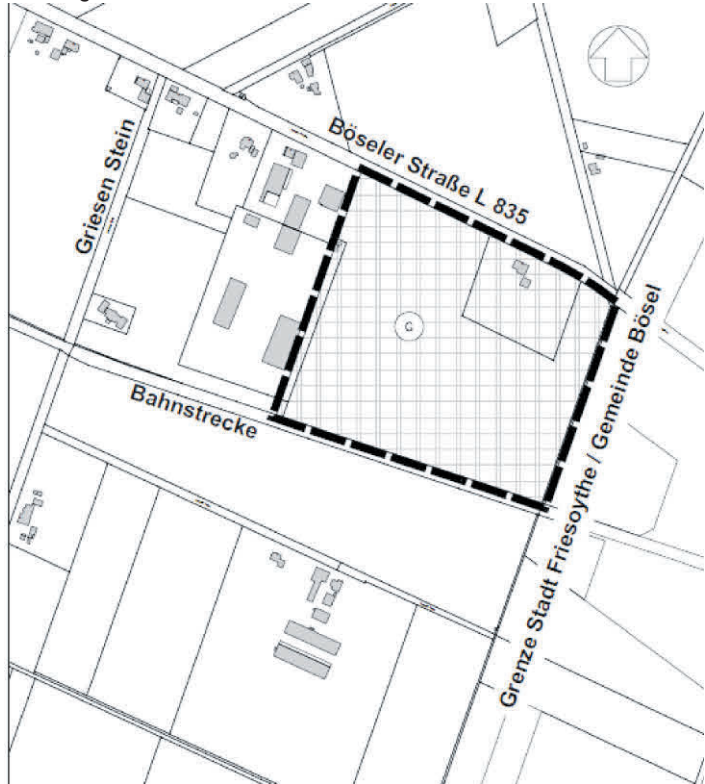 Böseler Straße L 835
Griesen Stein
G
Bahnstrecke
Grenze Stadt Friesoythe / Gemeinde Bösel